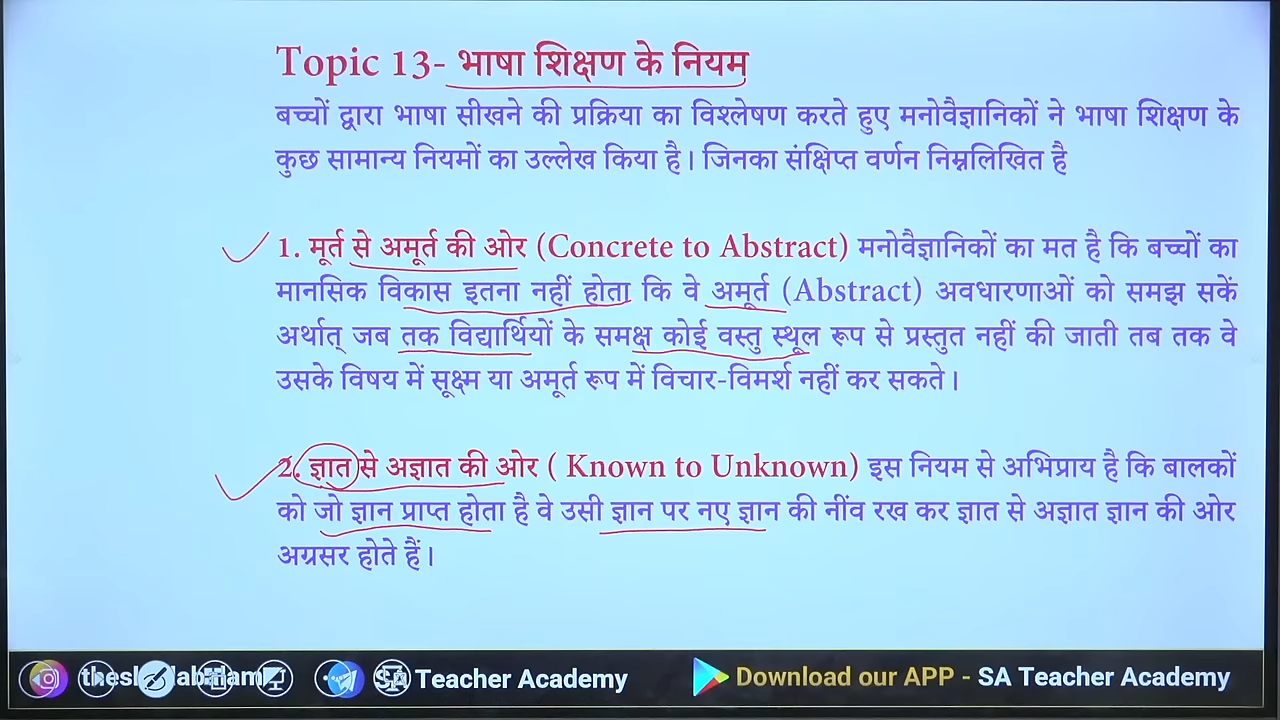 Topic 13- भाषा शिक्षण के नियम
बच्चों द्वारा भाषा सीखने की प्रक्रिया का विश्लेषण करते हुए मनोवैज्ञानिकों ने भाषा शिक्षण के
कुछ सामान्य नियमों का उल्लेख किया है। जिनका संक्षिप्त वर्णन निम्नलिखित है
1. मूर्त से अमूर्त की ओर (Concrete to Abstract) मनोवैज्ञानिकों का मत है कि बच्चों का
मानसिक विकास इतना नहीं होता कि वे अमूर्त (Abstract) अवधारणाओं को समझ सकें
अर्थात् जब तक विद्यार्थियों के समक्ष कोई वस्तु स्थूल रूप से प्रस्तुत नहीं की जाती तब तक वे
उसके विषय में सूक्ष्म या अमूर्त रूप में विचार-विमर्श नहीं कर सकते।
2. ज्ञात से अज्ञात की ओर ( Known to Unknown) इस नियम से अभिप्राय है कि बालकों
को जो ज्ञान प्राप्त होता है वे उसी ज्ञान पर नए ज्ञान की नींव रख कर ज्ञात से अज्ञात ज्ञान की ओर
अग्रसर होते हैं।
SA Teacher Academy
Download our APP - SA Teacher Academy